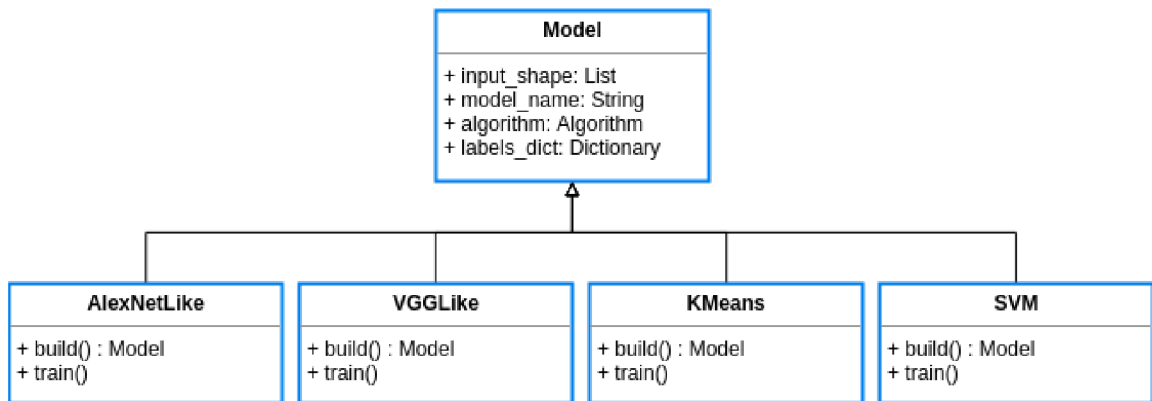 Model
+ input_shape: List
+ model_name: String
+ algorithm: Algorithm
+ labels_dict: Dictionary
AlexNetLike
+ build() : Model
+ train()
VGGLike
+ build() : Model
+ train()
KMeans
+ build() : Model
+ train()
SVM
+ build() : Model
+ train()